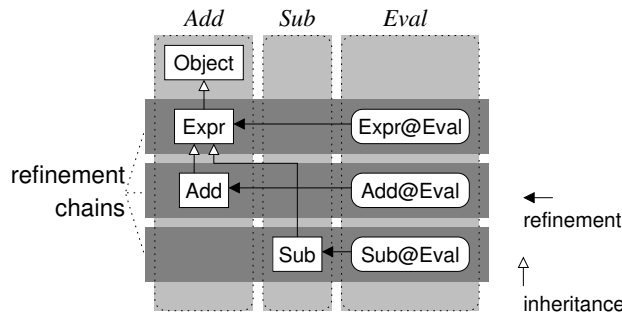 Add Sub Eval
Object
Expr Expr@Eval
refinement
chains
Add Add@Eval
Sub Sub@Eval
refinement
inheritance